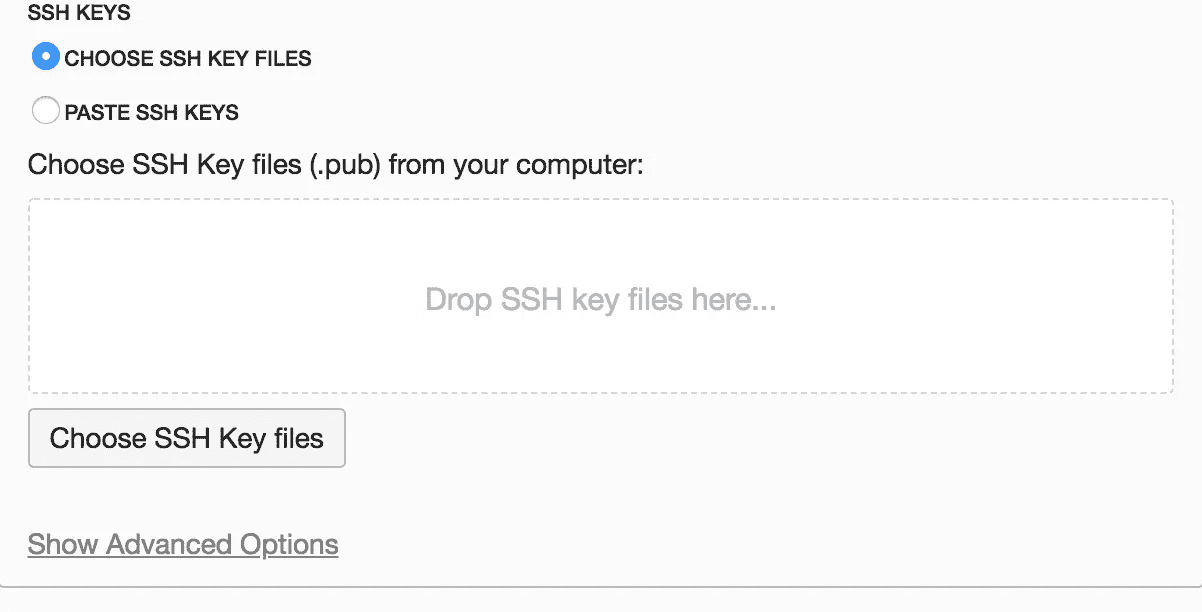 SSH KEYS
CHOOSE SSH KEY FILES
PASTE SSH KEYS
Choose SSH Key files (.pub) from your computer:
Drop SSH key files here...
Choose SSH Key files
Show Advanced Options